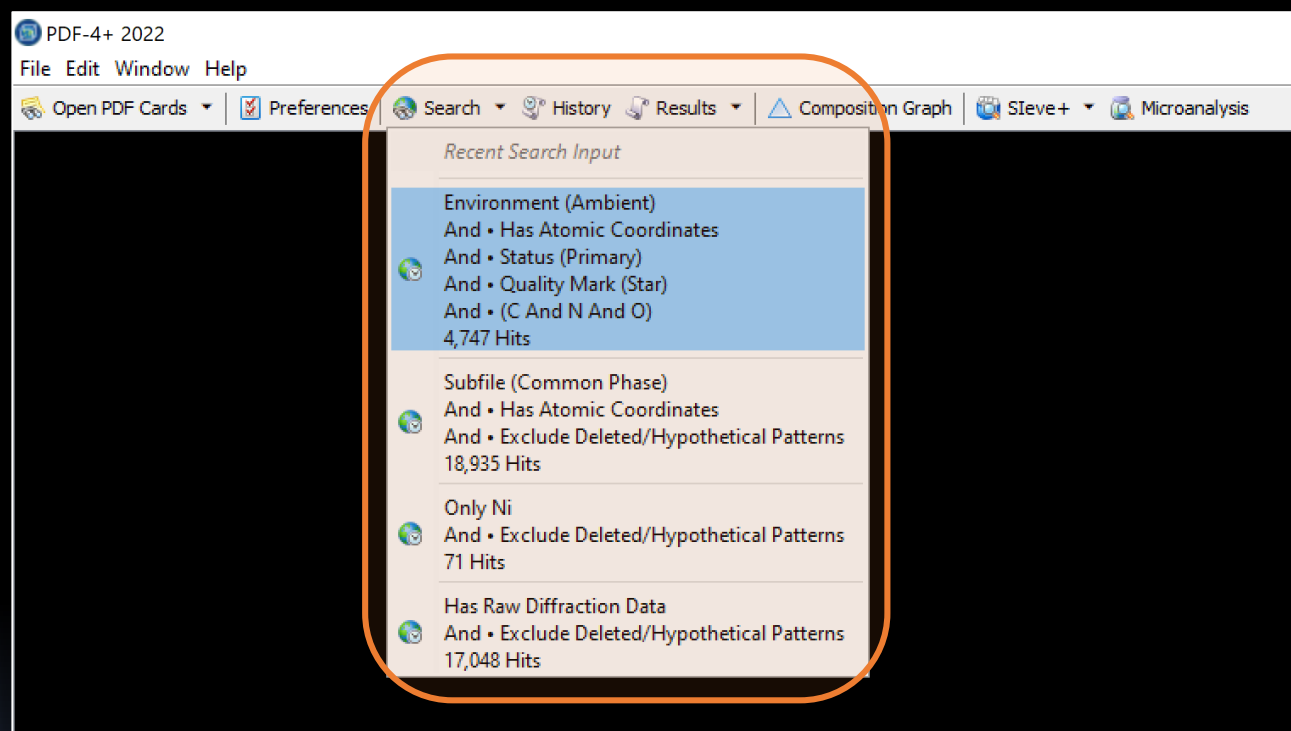 PDF-4+ 2022
File Edit Window Help
Open PDF Cards Preferences Search History Results Composition Graph SIeve+ Microanalysis
Recent Search Input
Environment (Ambient)
And • Has Atomic Coordinates
And • Status (Primary)
And • Quality Mark (Star)
And • (C And N And O)
4,747 Hits
Subfile (Common Phase)
And • Has Atomic Coordinates
And • Exclude Deleted/Hypothetical Patterns
18,935 Hits
Only Ni
And • Exclude Deleted/Hypothetical Patterns
71 Hits
Has Raw Diffraction Data
And • Exclude Deleted/Hypothetical Patterns
17,048 Hits